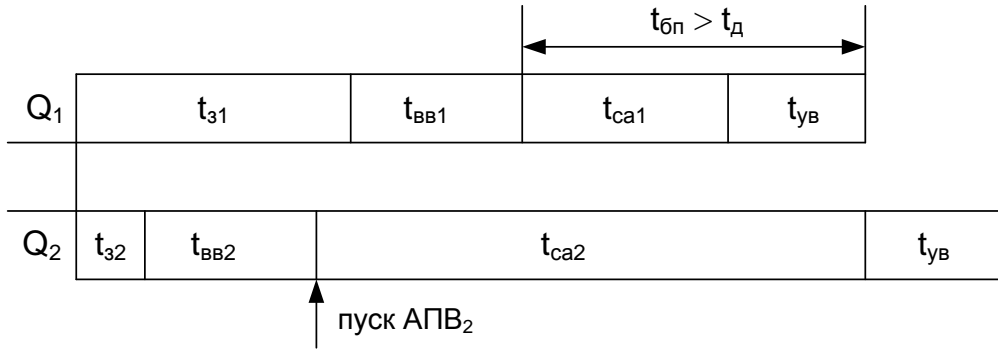 tбп > tд
Q1 tз1 tвв1 tса1 tув
Q2 tз2 tвв2 tса2 tув
пуск АПВ2